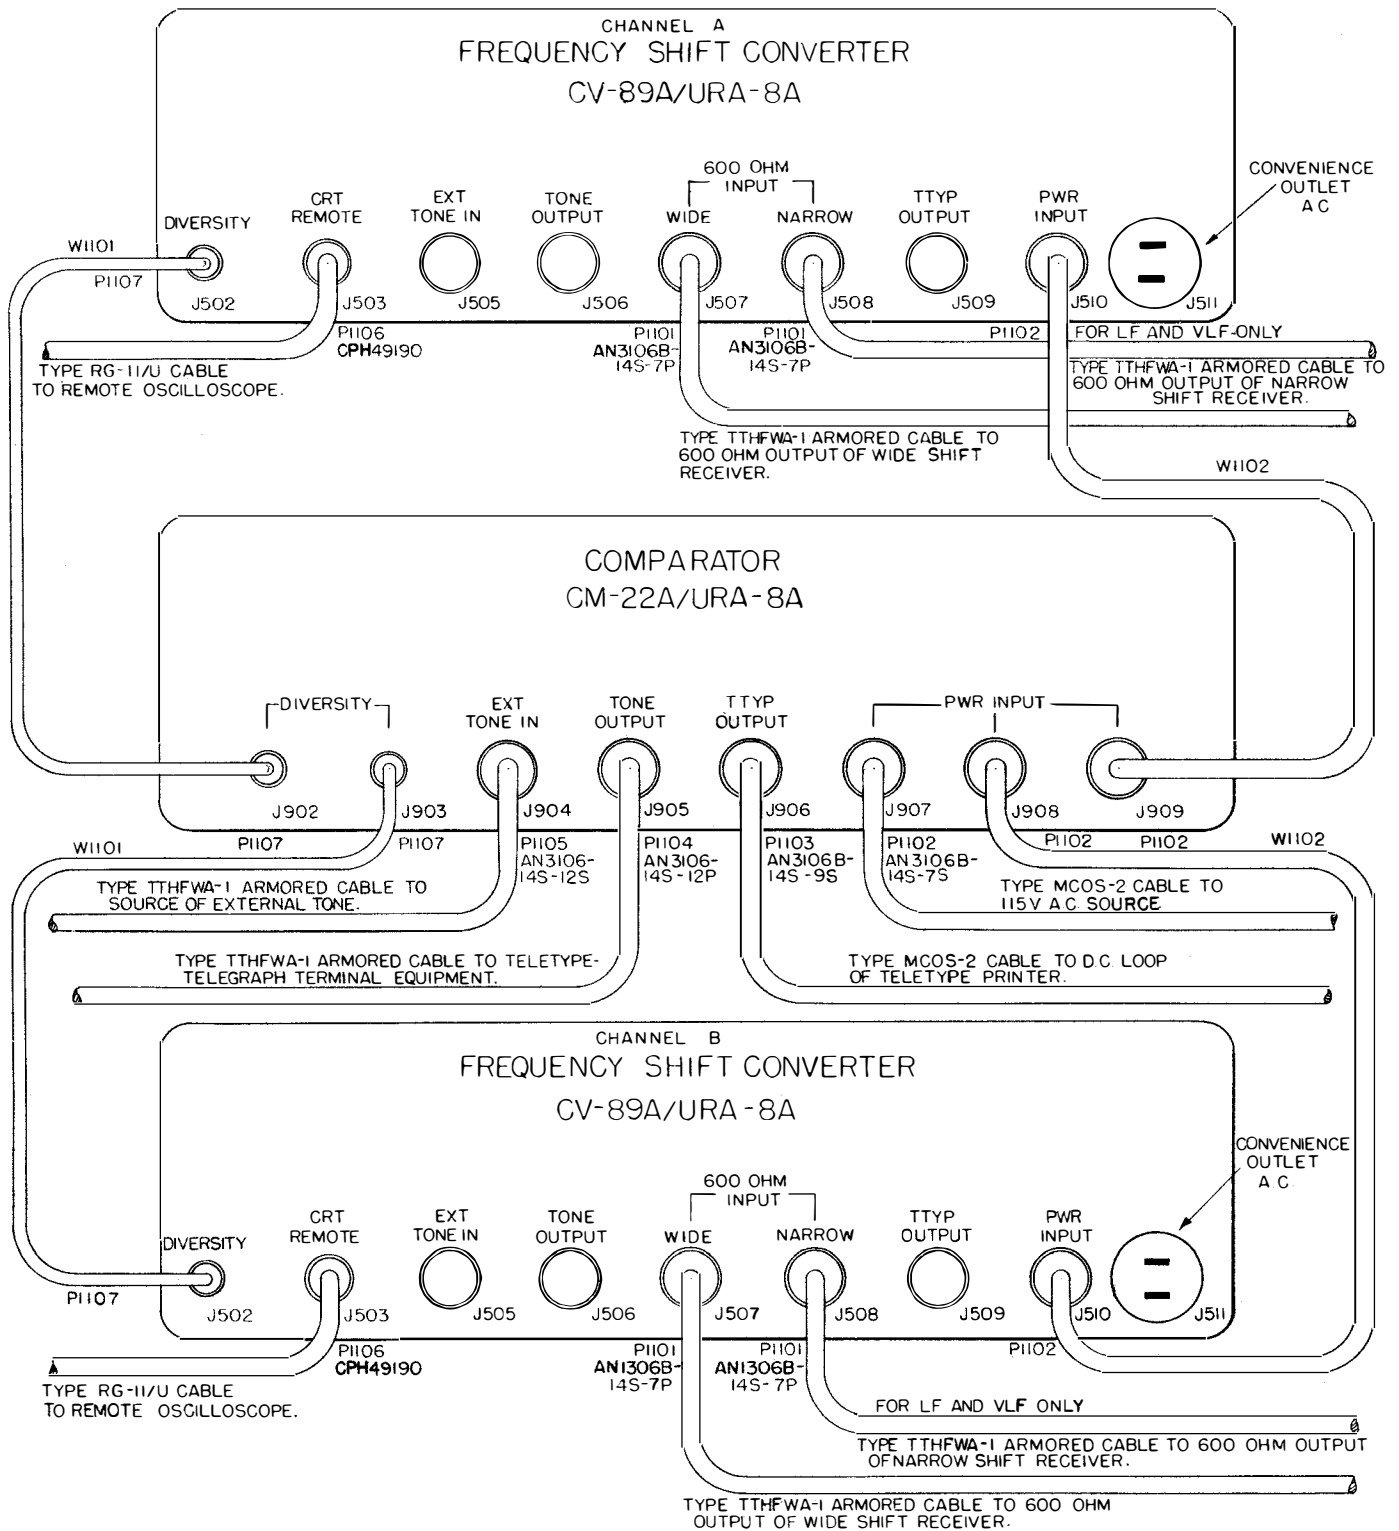 CHANNEL A
FREQUENCY SHIFT CONVERTER
CV-89A/URA-8A
600 OHM
INPUT
CONVENIENCE
OUTLET
A C
DIVERSITY
CRT
REMOTE
EXT
TONE IN
TONE
OUTPUT
WIDE
NARROW
TTYP
OUTPUT
PWR
INPUT
W1101
P1107
J502
J503
J505
J506
J507
J508
J509
J510
J511
P1106
CPH49190
P1101
AN3106B-
14S-7P
P1101
AN3106B-
14S-7P
P1102
FOR LF AND VLF-ONLY
TYPE RG-11/U CABLE
TO REMOTE OSCILLOSCOPE.
TYPE TTHFWA-1 ARMORED CABLE TO
600 OHM OUTPUT OF NARROW
SHIFT RECEIVER.
TYPE TTHFWA-1 ARMORED CABLE TO
600 OHM OUTPUT OF WIDE SHIFT
RECEIVER.
W1102
COMPARATOR
CM-22A/URA-8A
DIVERSITY
EXT
TONE IN
TONE
OUTPUT
TTYP
OUTPUT
PWR INPUT
J902
J903
J904
J905
J906
J907
J908
J909
W1101
P1107
P1107
P1105
AN3106-
14S-12S
P1104
AN3106-
14S-12P
P1103
AN3106B-
14S-9S
P1102
AN3106B-
14S-7S
P1102
P1102
W1102
TYPE TTHFWA-1 ARMORED CABLE TO
SOURCE OF EXTERNAL TONE.
TYPE MCOS-2 CABLE TO
115V A.C. SOURCE
TYPE TTHFWA-1 ARMORED CABLE TO TELETYPE-
TELEGRAPH TERMINAL EQUIPMENT.
TYPE MCOS-2 CABLE TO D.C. LOOP
OF TELETYPE PRINTER.
CHANNEL B
FREQUENCY SHIFT CONVERTER
CV-89A/URA-8A
600 OHM
INPUT
CONVENIENCE
OUTLET
A.C.
DIVERSITY
CRT
REMOTE
EXT
TONE IN
TONE
OUTPUT
WIDE
NARROW
TTYP
OUTPUT
PWR
INPUT
P1107
J502
J503
J505
J506
J507
J508
J509
J510
J511
P1106
CPH49190
P1101
AN1306B-
14S-7P
P1101
AN1306B-
14S-7P
P1102
TYPE RG-11/U CABLE
TO REMOTE OSCILLOSCOPE.
FOR LF AND VLF ONLY
TYPE TTHFWA-1 ARMORED CABLE TO 600 OHM OUTPUT
OF NARROW SHIFT RECEIVER.
TYPE TTHFWA-1 ARMORED CABLE TO 600 OHM
OUTPUT OF WIDE SHIFT RECEIVER.